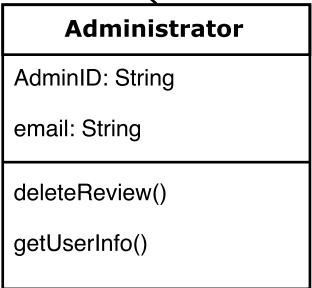 Administrator
AdminID: String
email: String
deleteReview()
getUserInfo()